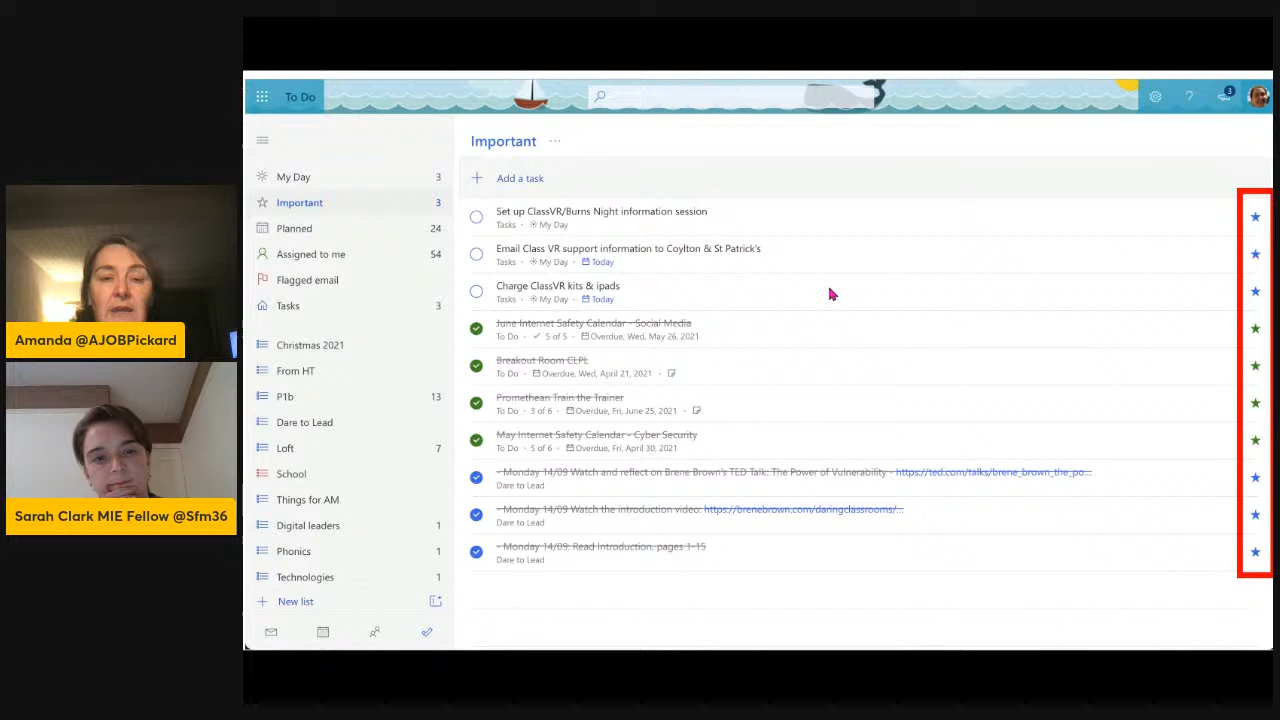 To Do
3
Important
Add a task
My Day 3
Important 3
Planned 24
Assigned to me 54
Flagged email
Tasks 3
Christmas 2021
From HT
P1b 13
Dare to Lead
Loft 7
School
Things for AM
Digital leaders 1
Phonics 1
Technologies 1
New list
Set up ClassVR/Burns Night information session
Tasks · My Day
Email Class VR support information to Coylton & St Patrick's
Tasks · My Day · Today
Charge ClassVR kits & ipads
Tasks · My Day · Today
June Internet Safety Calendar - Social Media
To Do · 5 of 5 · Overdue, Wed, May 26, 2021
Breakout Room CLPL
To Do · Overdue, Wed, April 21, 2021 ·
Promethean Train the Trainer
To Do · 3 of 6 · Overdue, Fri, June 25, 2021 ·
May Internet Safety Calendar - Cyber Security
To Do · 5 of 6 · Overdue, Fri, April 30, 2021
- Monday 14/09 Watch and reflect on Brene Brown's TED Talk: The Power of Vulnerability - https://ted.com/talks/brene_brown_the_po...
Dare to Lead
- Monday 14/09 Watch the introduction video: https://brenebrown.com/daringclassrooms/...
Dare to Lead
- Monday 14/09: Read Introduction, pages 1-15
Dare to Lead
Amanda @AJOBPickard
Sarah Clark MIE Fellow @Sfm36